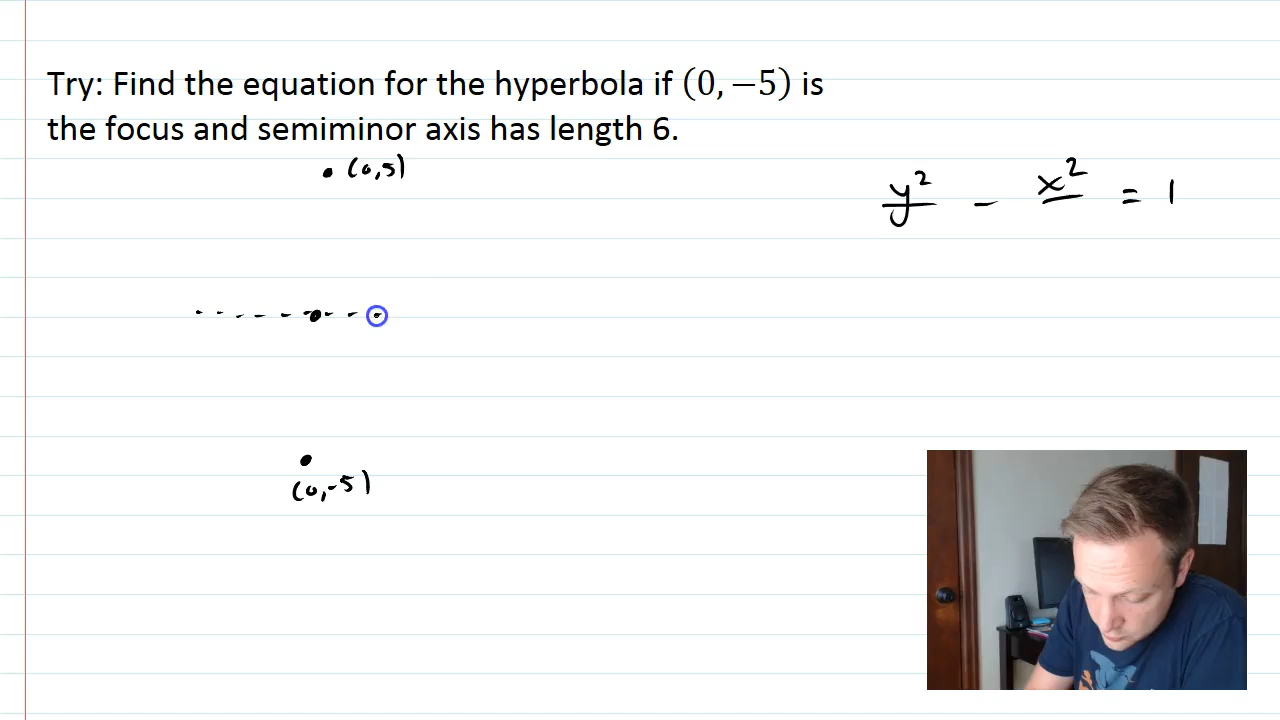 Try: Find the equation for the hyperbola if (0, −5) is
the focus and semiminor axis has length 6.
(0,5)
y² / − x² / = 1
(0,-5)